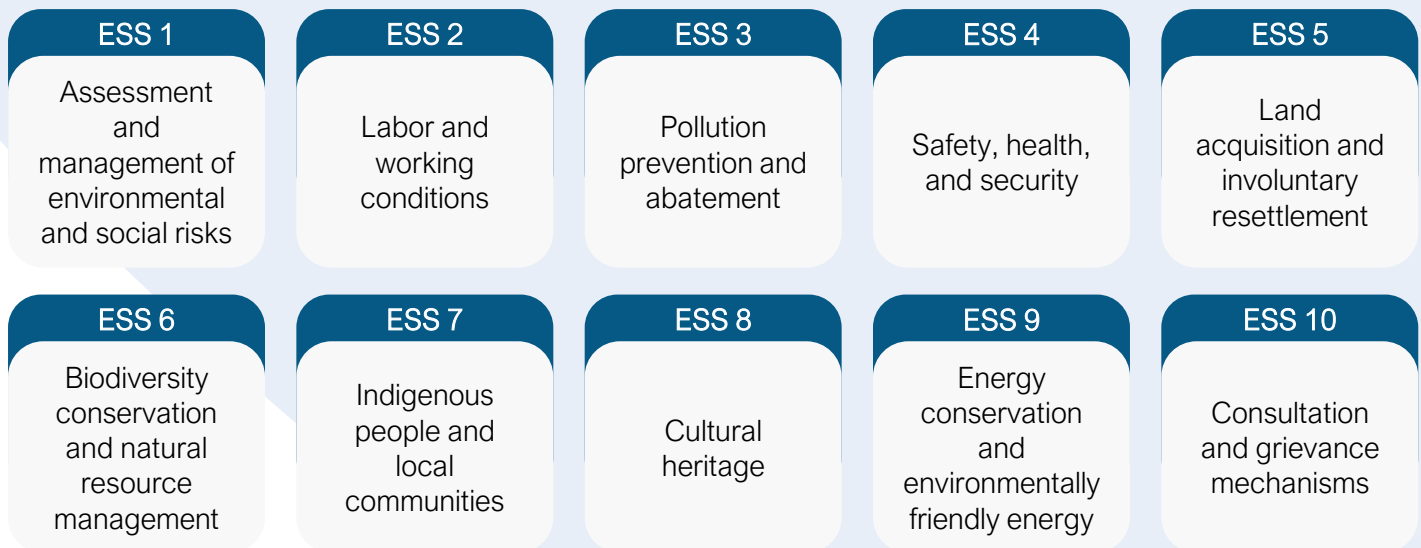 ESS 1
Assessment
and
management of
environmental
and social risks
ESS 2
Labor and
working
conditions
ESS 3
Pollution
prevention and
abatement
ESS 4
Safety, health,
and security
ESS 5
Land
acquisition and
involuntary
resettlement
ESS 6
Biodiversity
conservation
and natural
resource
management
ESS 7
Indigenous
people and
local
communities
ESS 8
Cultural
heritage
ESS 9
Energy
conservation
and
environmentally
friendly energy
ESS 10
Consultation
and grievance
mechanisms